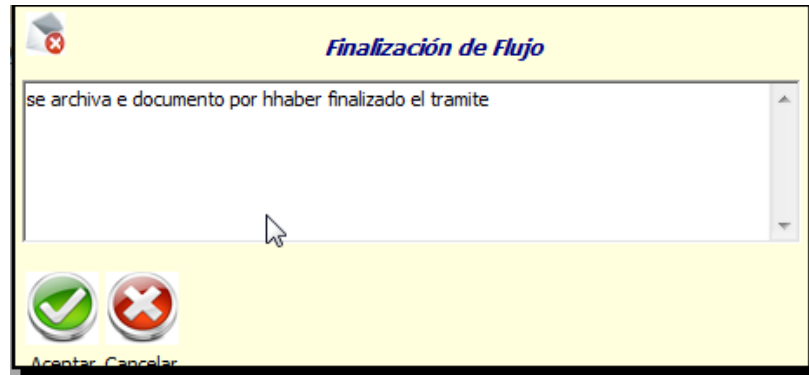 Finalización de Flujo
se archiva e documento por hhaber finalizado el tramite
Aceptar Cancelar